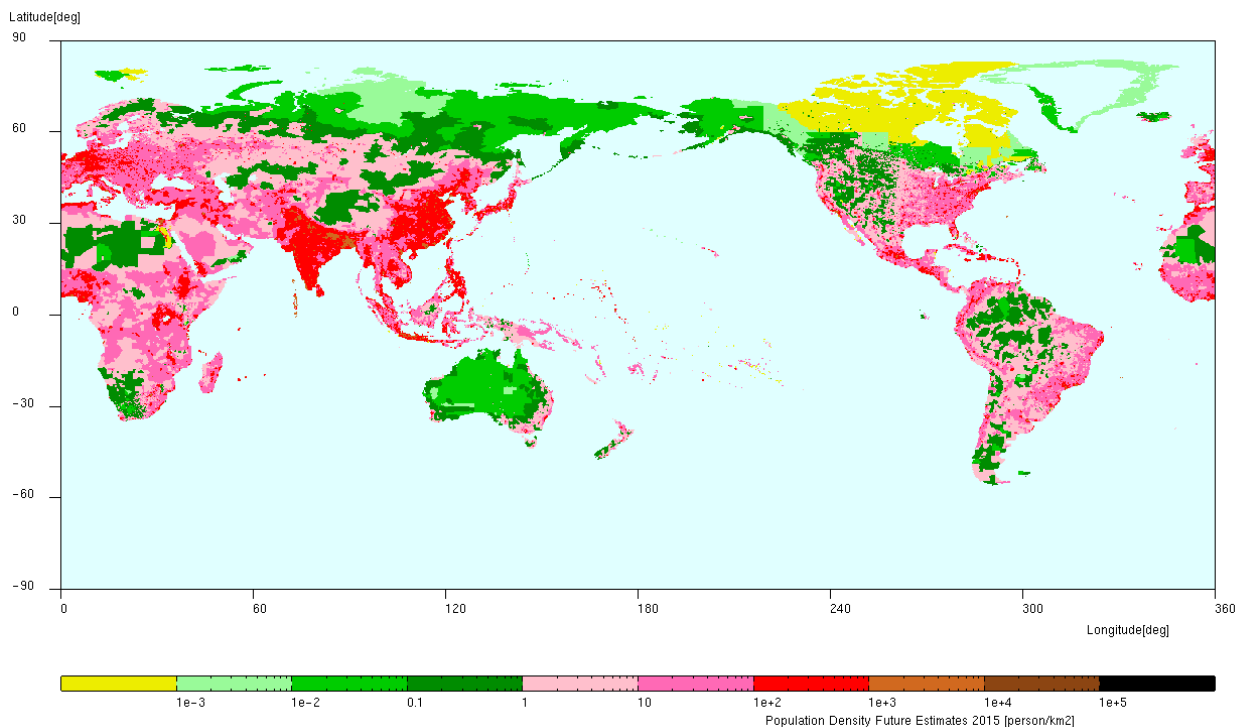 Latitude[deg]
90
60
30
0
-30
-60
-90
0 60 120 180 240 300 360
Longitude[deg]
1e-3 1e-2 0.1 1 10 1e+2 1e+3 1e+4 1e+5
Population Density Future Estimates 2015 [person/km2]